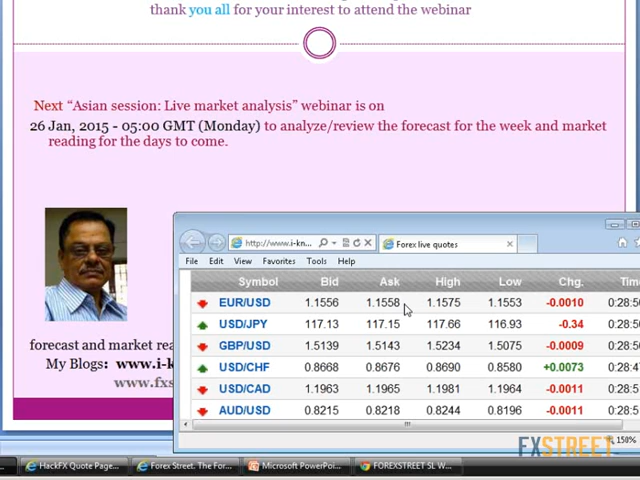 thank you all for your interest to attend the webinar
Next “Asian session: Live market analysis” webinar is on
26 Jan, 2015 - 05:00 GMT (Monday) to analyze/review the forecast for the week and market
reading for the days to come.
http://www.i-kn...
Forex live quotes
File Edit View Favorites Tools Help
Symbol Bid Ask High Low Chg.
EUR/USD 1.1556 1.1558 1.1575 1.1553 -0.0010
USD/JPY 117.13 117.15 117.66 116.93 -0.34
GBP/USD 1.5139 1.5143 1.5234 1.5075 -0.0009
USD/CHF 0.8668 0.8676 0.8690 0.8580 +0.0073
USD/CAD 1.1963 1.1965 1.1981 1.1964 -0.0011
AUD/USD 0.8215 0.8218 0.8244 0.8196 -0.0011
forecast and market
My Blogs: www.i-k
www.fxs
150%
FXSTREET
HackFX Quote Page... Forex Street. The For... Microsoft PowerPoi... FOREXSTREET SL W...